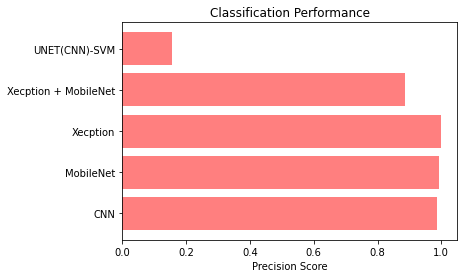 Classification Performance
UNET(CNN)-SVM
Xecption + MobileNet
Xecption
MobileNet
CNN
0.0 0.2 0.4 0.6 0.8 1.0
Precision Score